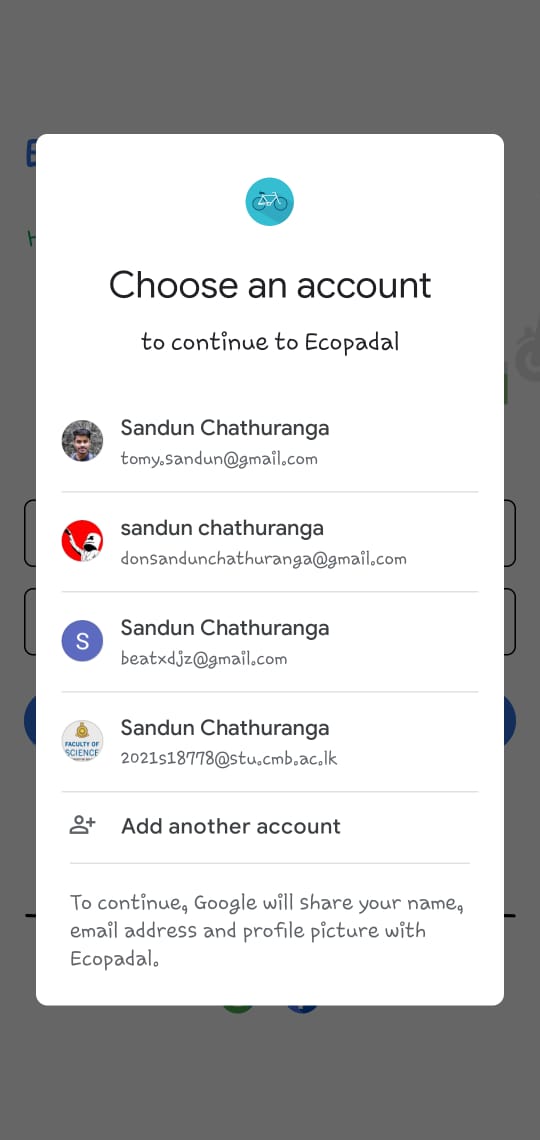 Choose an account
to continue to Ecopadal
Sandun Chathuranga
tomy.sandun@gmail.com
sandun chathuranga
donsandunchathuranga@gmail.com
S
Sandun Chathuranga
beatxdjz@gmail.com
Sandun Chathuranga
FACULTY OF
SCIENCE
2021s18778@stu.cmb.ac.lk
Add another account
To continue, Google will share your name,
email address and profile picture with
Ecopadal.